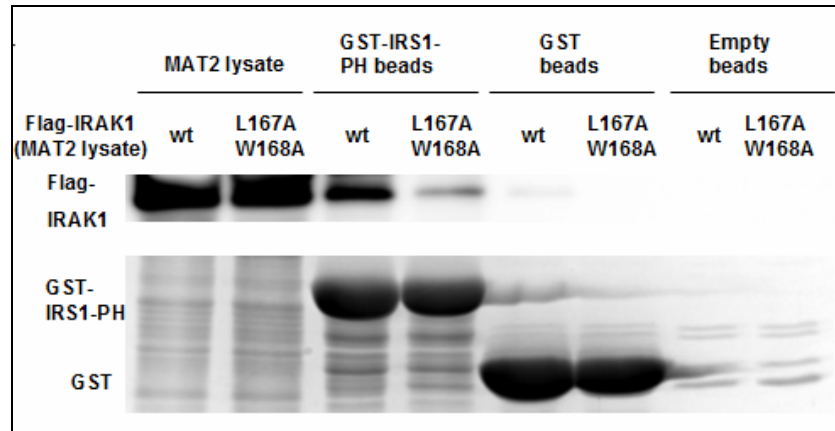 GST-IRS1- GST Empty
MAT2 lysate PH beads beads beads
Flag-IRAK1 wt L167A wt L167A wt L167A wt L167A
(MAT2 lysate) W168A W168A W168A W168A
Flag-
IRAK1
GST-
IRS1-PH
GST